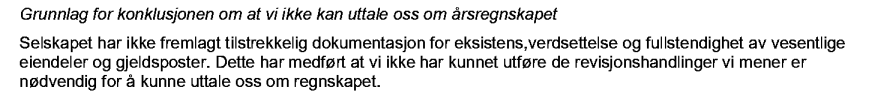 Grunnlag for konklusjonen om at vi ikke kan uttale oss om årsregnskapet
Selskapet har ikke fremlagt tilstrekkelig dokumentasjon for eksistens,verdsettelse og fullstendighet av vesentlige
eiendeler og gjeldsposter. Dette har medført at vi ikke har kunnet utføre de revisjonshandlinger vi mener er
nødvendig for å kunne uttale oss om regnskapet.